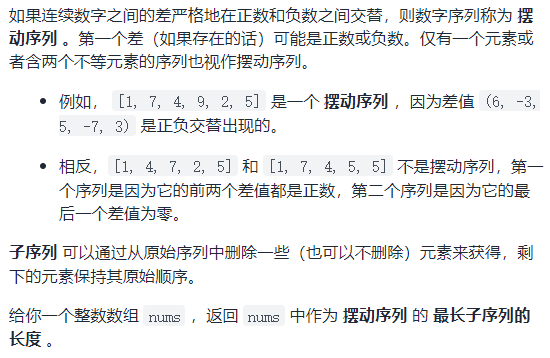 如果连续数字之间的差严格地在正数和负数之间交替，则数字序列称为 摆
动序列 。第一个差（如果存在的话）可能是正数或负数。仅有一个元素或
者含两个不等元素的序列也视作摆动序列。
• 例如， [1, 7, 4, 9, 2, 5] 是一个 摆动序列 ，因为差值 (6, -3,
5, -7, 3) 是正负交替出现的。
• 相反，[1, 4, 7, 2, 5] 和 [1, 7, 4, 5, 5] 不是摆动序列，第一
个序列是因为它的前两个差值都是正数，第二个序列是因为它的最
后一个差值为零。
子序列 可以通过从原始序列中删除一些（也可以不删除）元素来获得，剩
下的元素保持其原始顺序。
给你一个整数数组 nums ，返回 nums 中作为 摆动序列 的 最长子序列的
长度 。